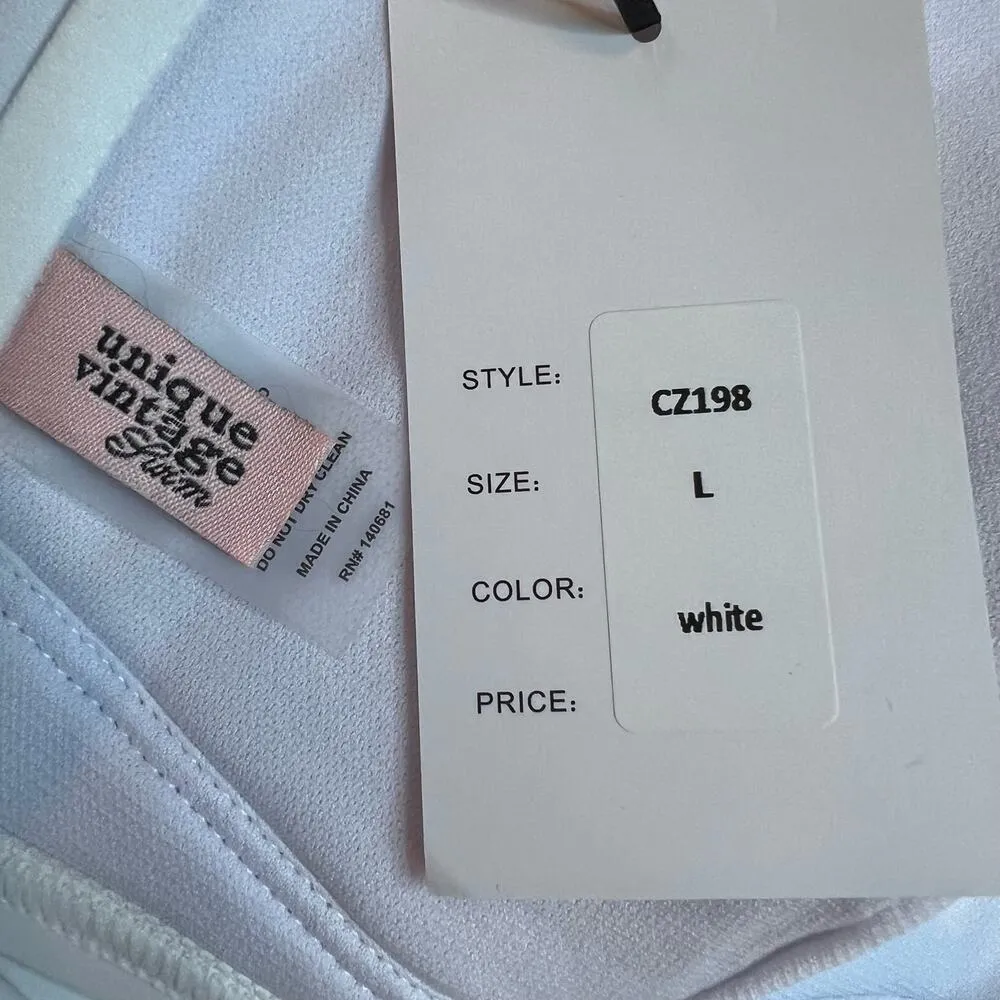 unique
vintage
Swim
DO NOT DRY CLEAN
MADE IN CHINA
RN# 140681
STYLE: CZ198
SIZE: L
COLOR: white
PRICE: